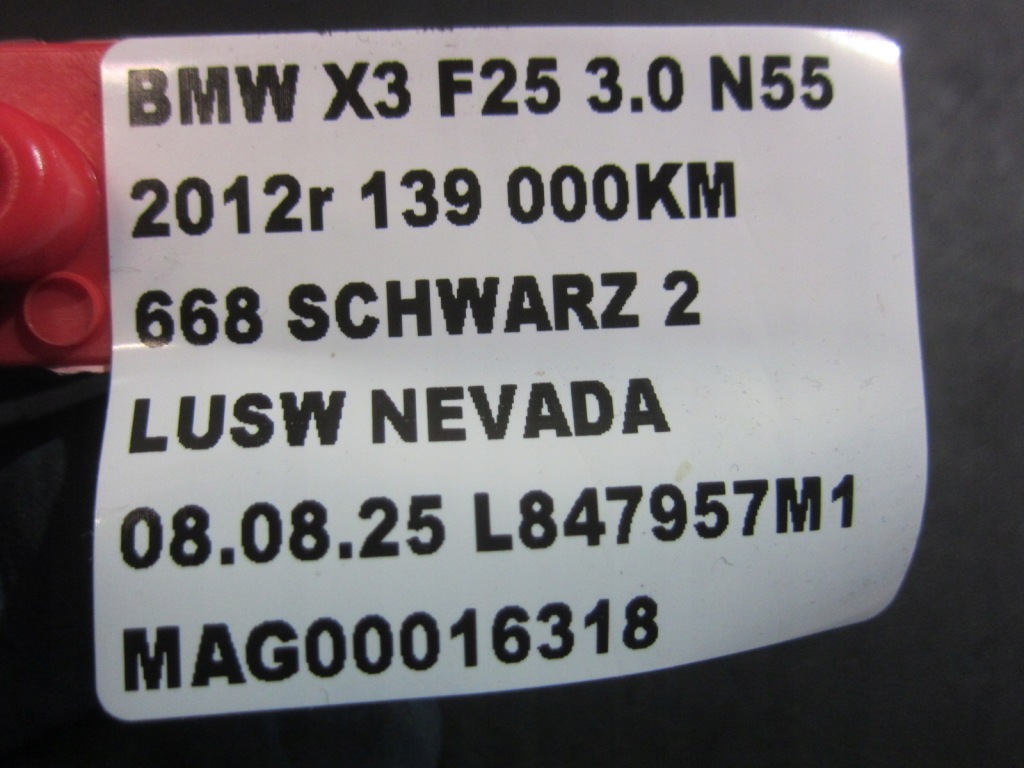 BMW X3 F25 3.0 N55
2012r 139 000KM
668 SCHWARZ 2
LUSW NEVADA
08.08.25 L847957M1
MAG00016318